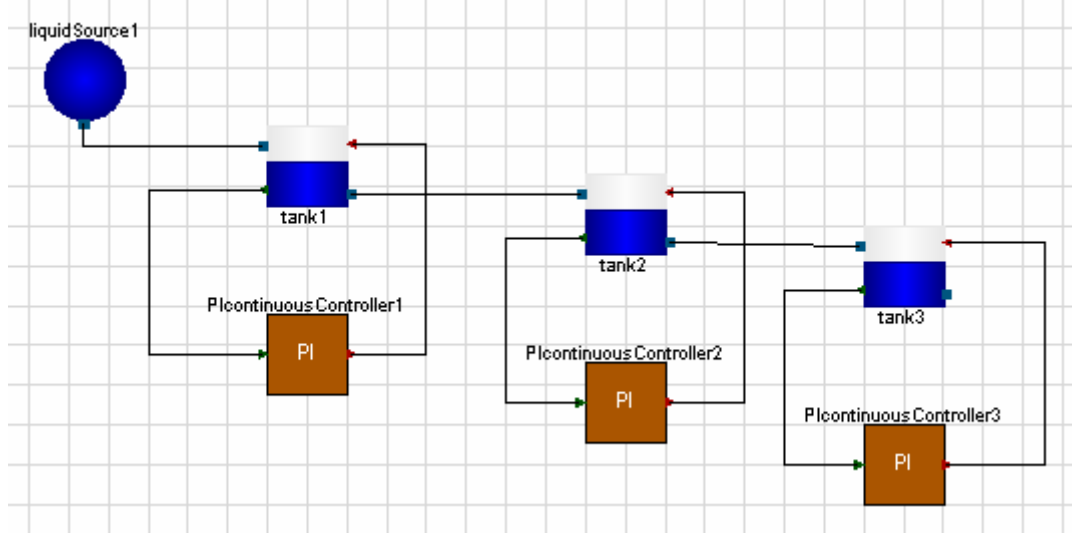 liquidSource1
tank1
tank2
tank3
PIcontinuousController1
PI
PIcontinuousController2
PI
PIcontinuousController3
PI